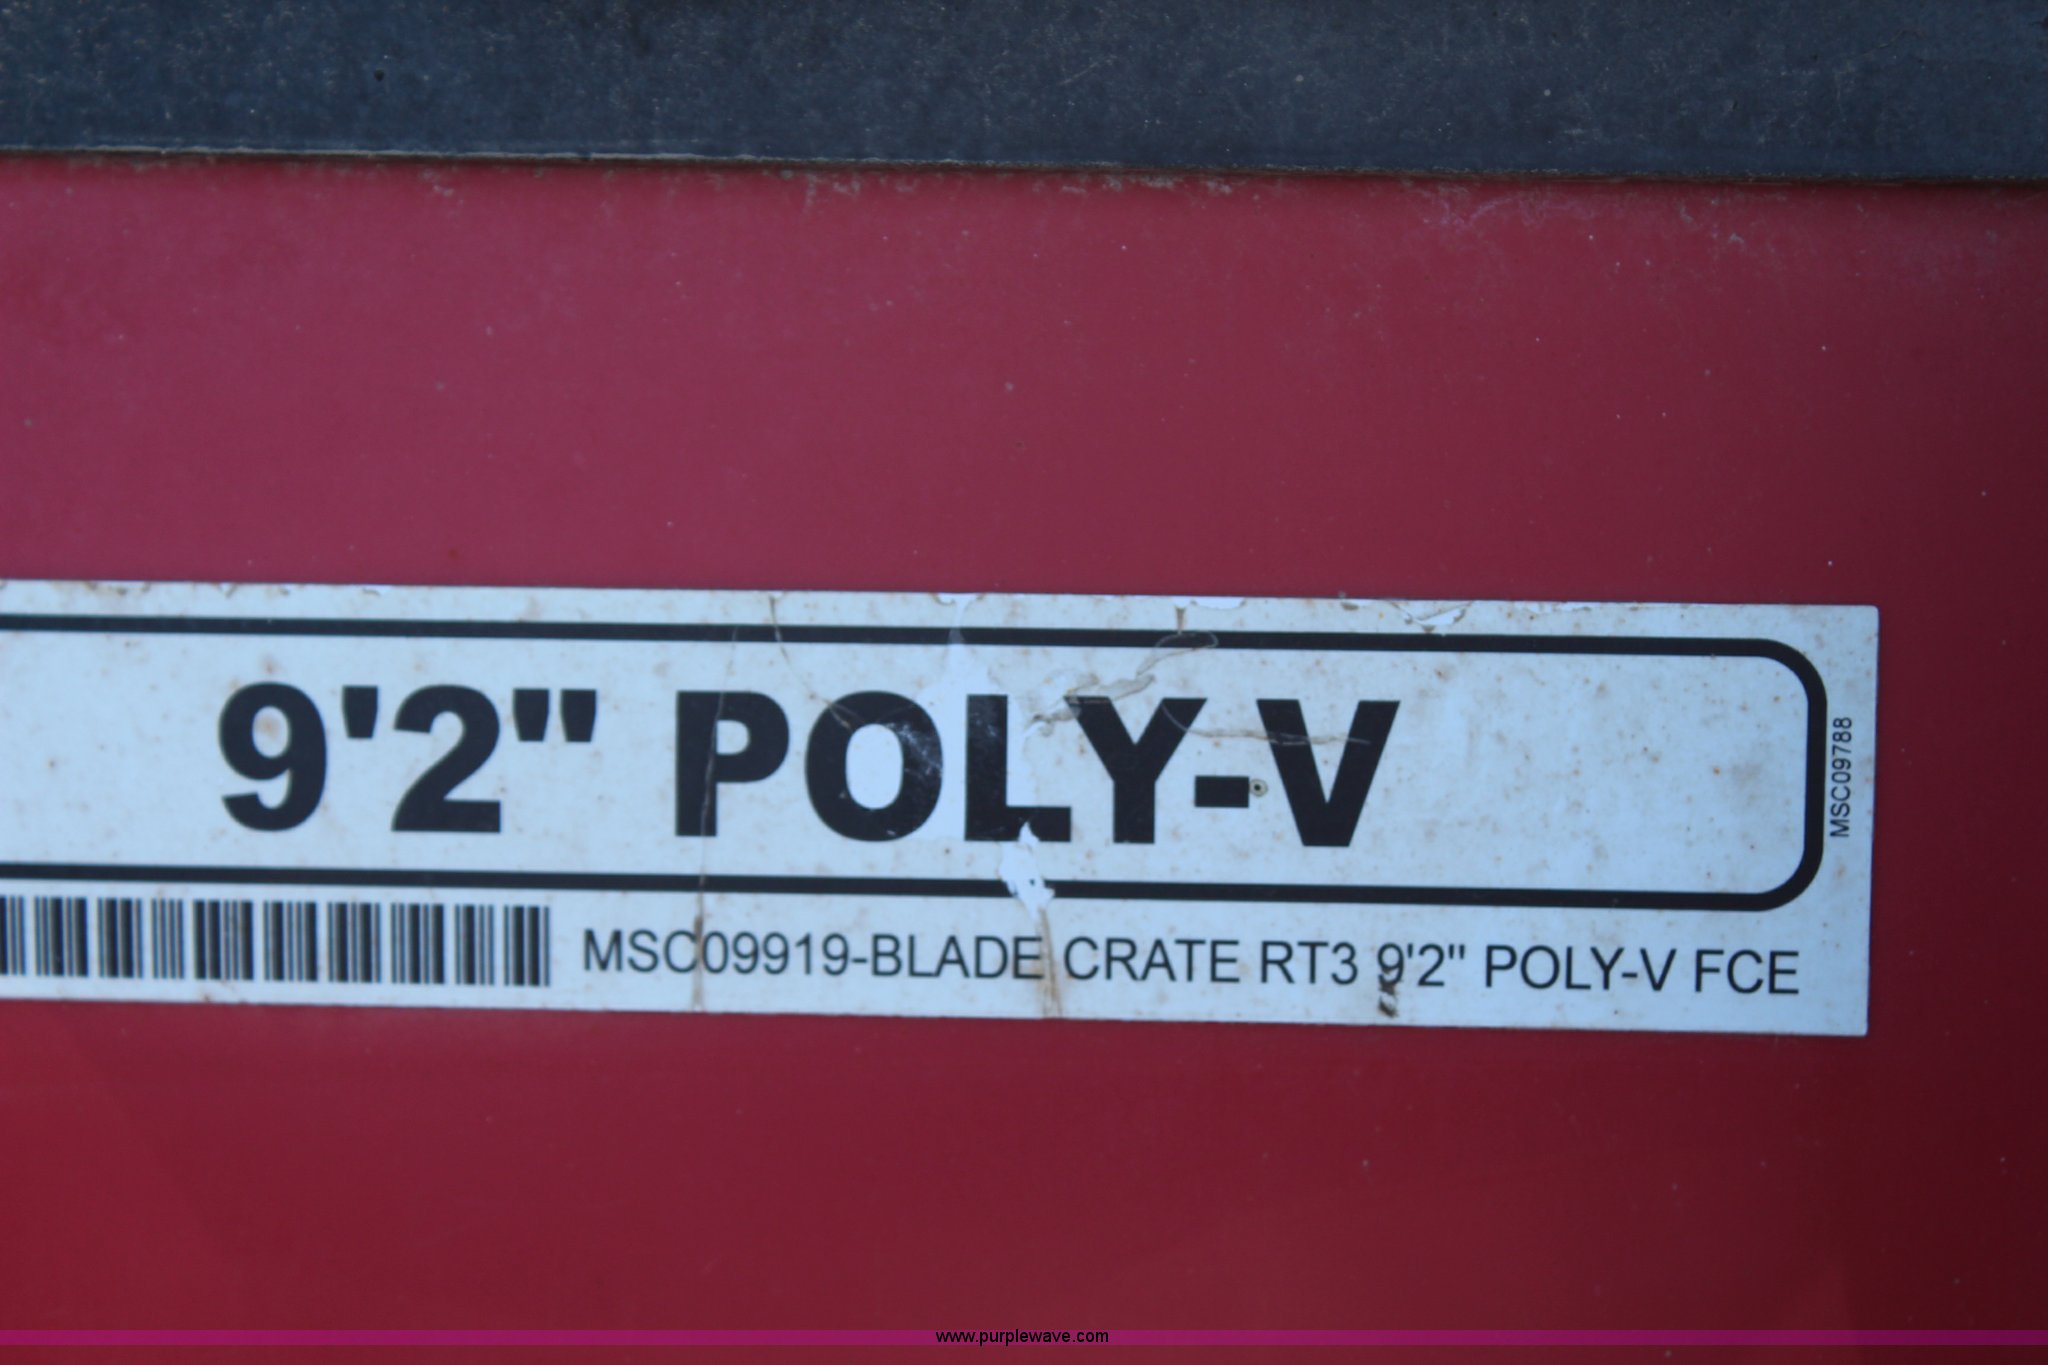 9'2" POLY-V
MSC09788
MSC09919-BLADE CRATE RT3 9'2" POLY-V FCE
www.purplewave.com